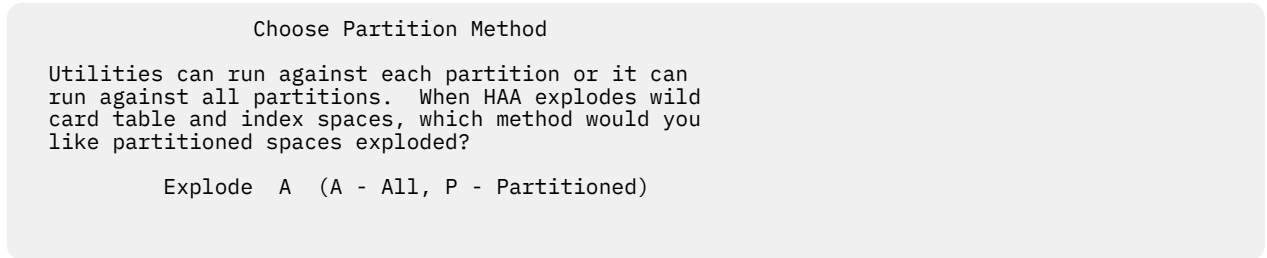 Choose Partition Method
Utilities can run against each partition or it can
run against all partitions.  When HAA explodes wild
card table and index spaces, which method would you
like partitioned spaces exploded?
Explode  A  (A - All, P - Partitioned)